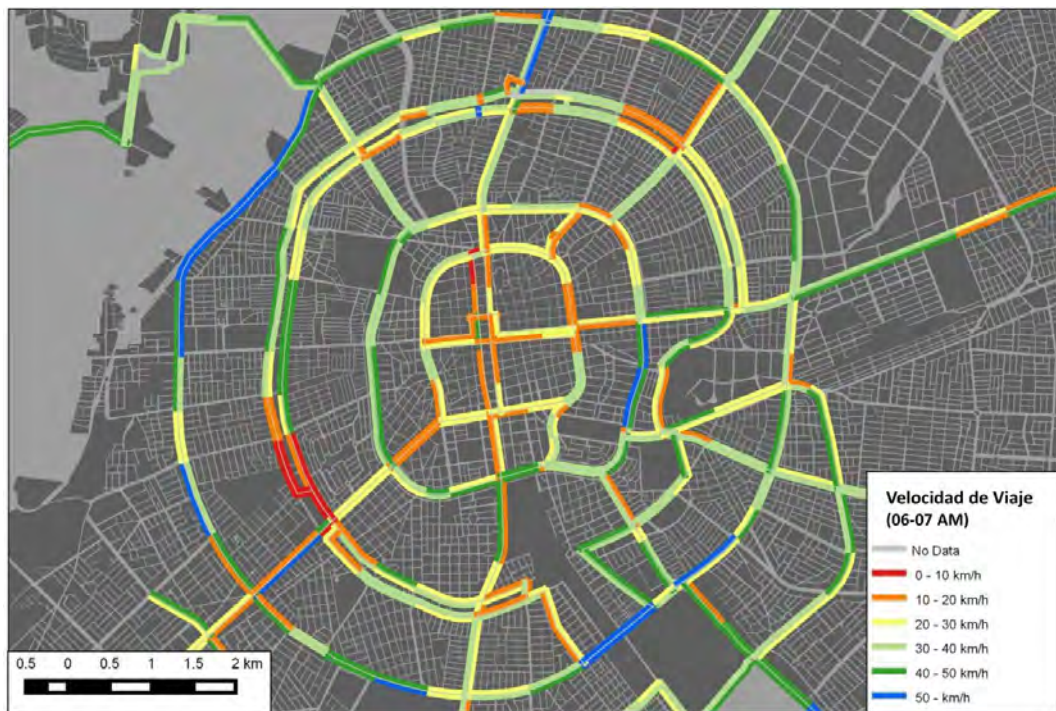 Velocidad de Viaje
(06-07 AM)
No Data
0 - 10 km/h
10 - 20 km/h
20 - 30 km/h
30 - 40 km/h
40 - 50 km/h
50 - km/h
0.5 0 0.5 1 1.5 2 km